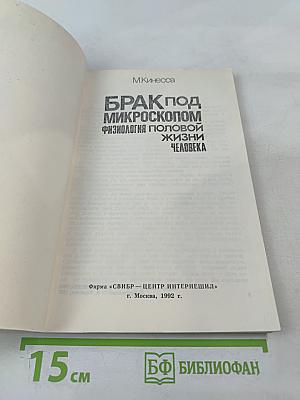 М.Кинесса
БРАК ПОД
МИКРОСКОПОМ
ФИЗИОЛОГИЯ ПОЛОВОЙ
ЖИЗНИ
ЧЕЛОВЕКА
Фирма «СВИБР — ЦЕНТР ИНТЕРНЕШНЛ»
г. Москва, 1992 г.
15 см
БФ БИБЛИОФАН